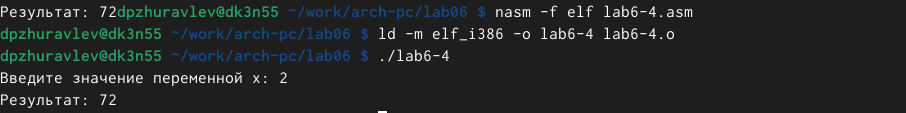 Результат: 72dpzhuravlev@dk3n55 ~/work/arch-pc/lab06 $ nasm -f elf lab6-4.asm
dpzhuravlev@dk3n55 ~/work/arch-pc/lab06 $ ld -m elf_i386 -o lab6-4 lab6-4.o
dpzhuravlev@dk3n55 ~/work/arch-pc/lab06 $ ./lab6-4
Введите значение переменной x: 2
Результат: 72